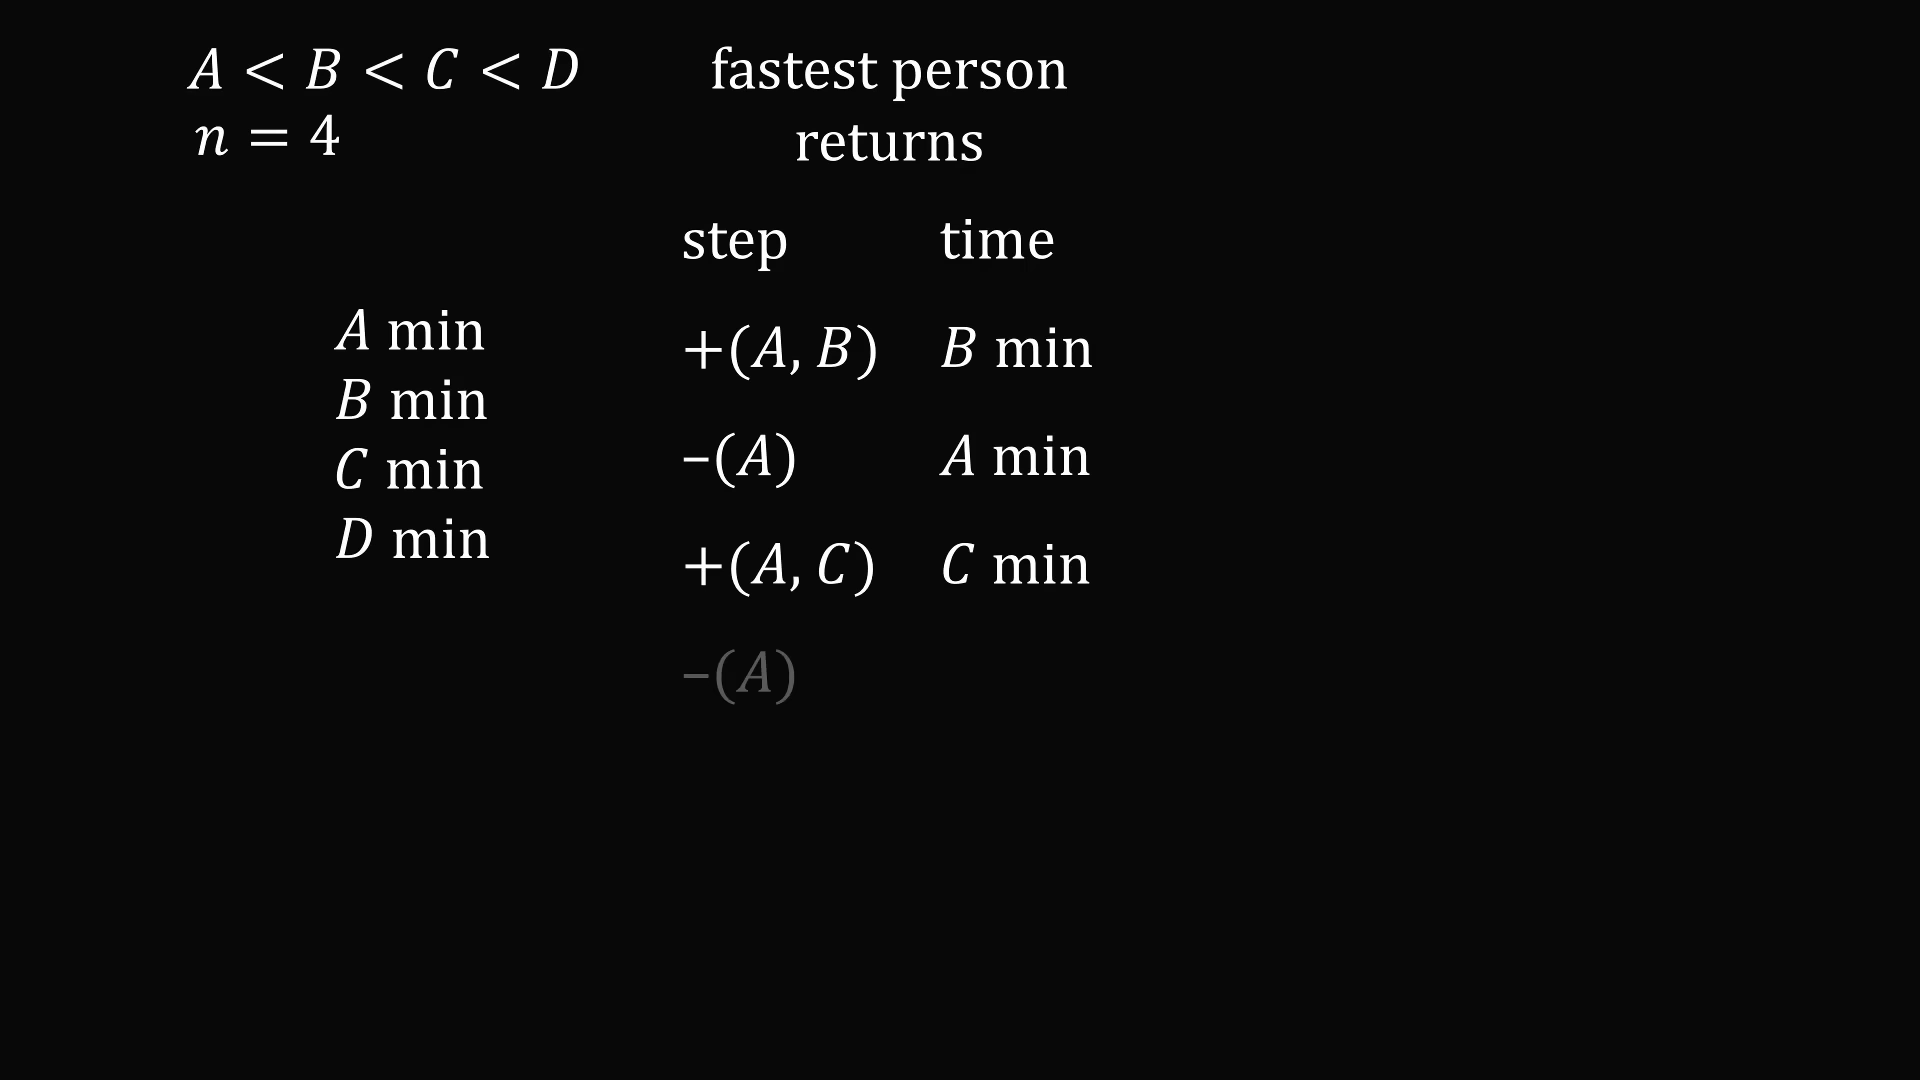 A < B < C < D
n = 4
fastest person
returns
step time
A min
B min
C min
D min
+(A, B) B min
–(A) A min
+(A, C) C min
–(A)